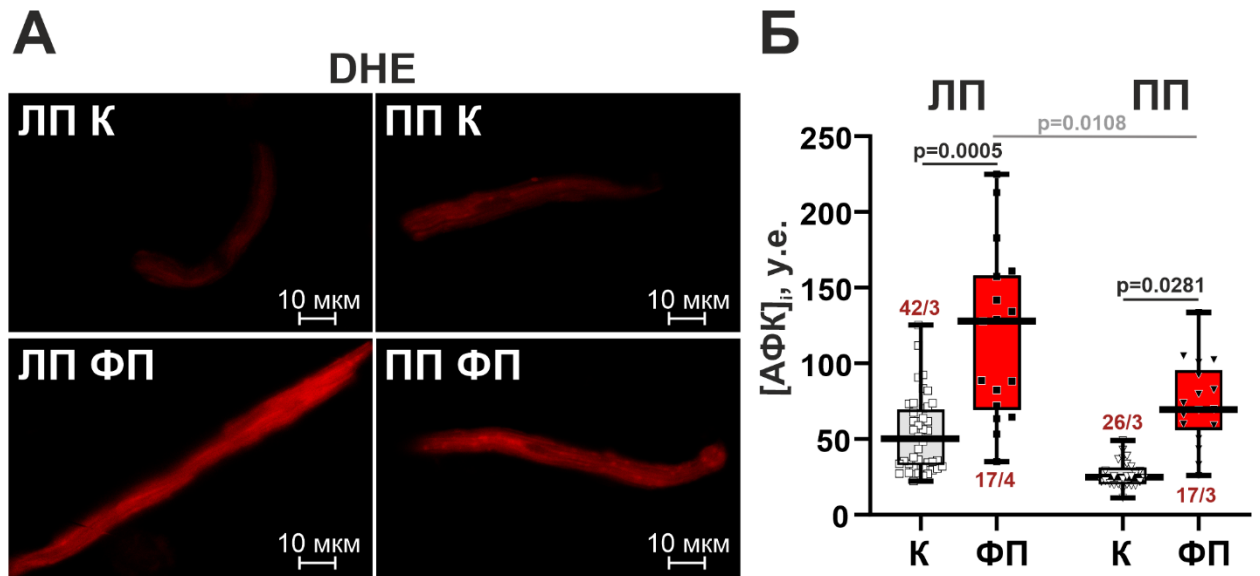 А
DHE
ЛП К
ПП К
10 мкм
10 мкм
ЛП ФП
ПП ФП
10 мкм
10 мкм
Б
ЛП
ПП
p=0.0108
p=0.0005
p=0.0281
[АФК]i, у.е.
250
200
150
100
50
0
42/3
17/4
26/3
17/3
К
ФП
К
ФП